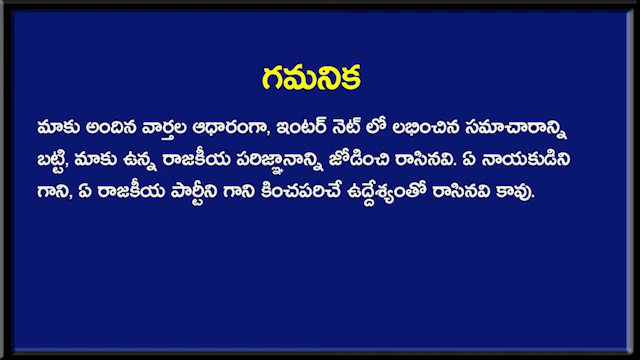 గమనిక
మాకు అందిన వార్తల ఆధారంగా, ఇంటర్ నెట్ లో లభించిన సమాచారాన్ని
బట్టి, మాకు ఉన్న రాజకీయ పరిజ్ఞానాన్ని జోడించి రాసినవి. ఏ నాయకుడిని
గాని, ఏ రాజకీయ పార్టీని గాని కించపరిచే ఉద్దేశ్యంతో రాసినవి కావు.